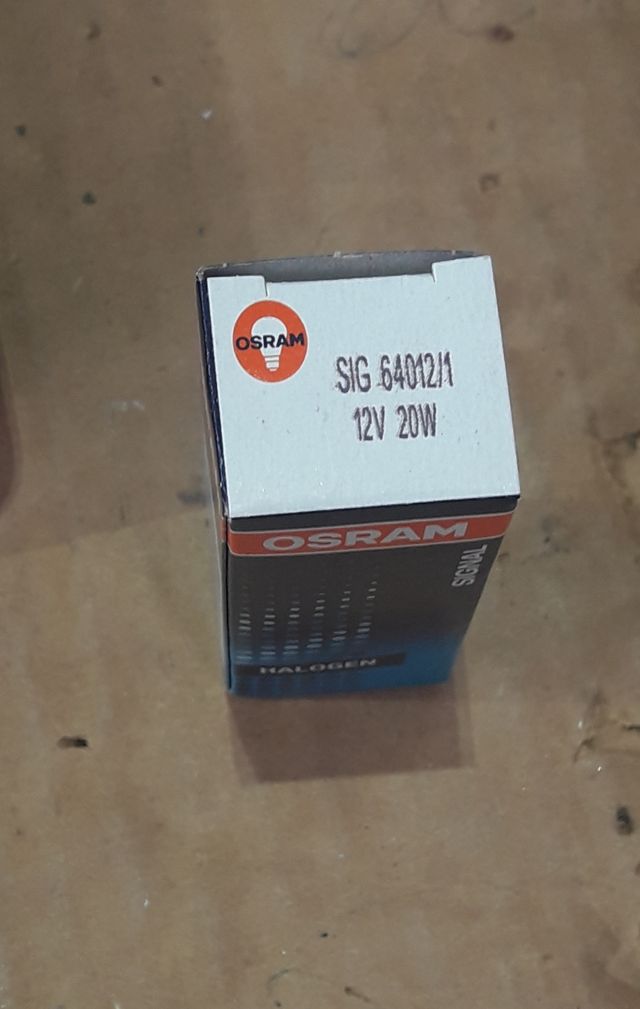 OSRAM
SIG 64012/1
12V 20W
OSRAM
SIGNAL
HALOGEN